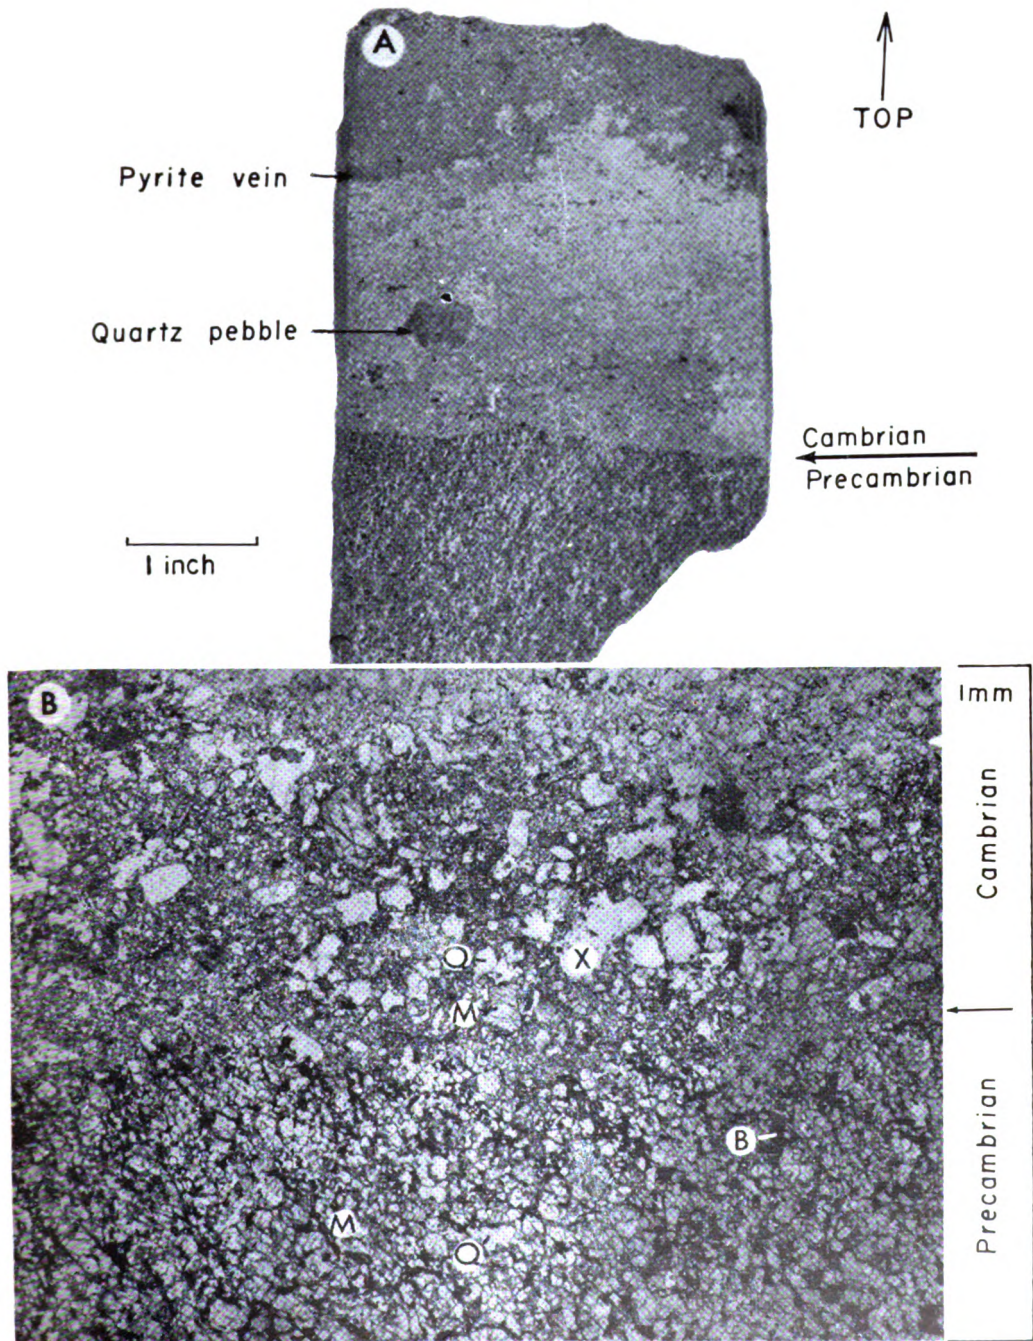 A
TOP
Pyrite vein
Quartz pebble
Cambrian
Precambrian
1 inch
B
1mm
Cambrian
Q
X
M
Precambrian
B
M
Q